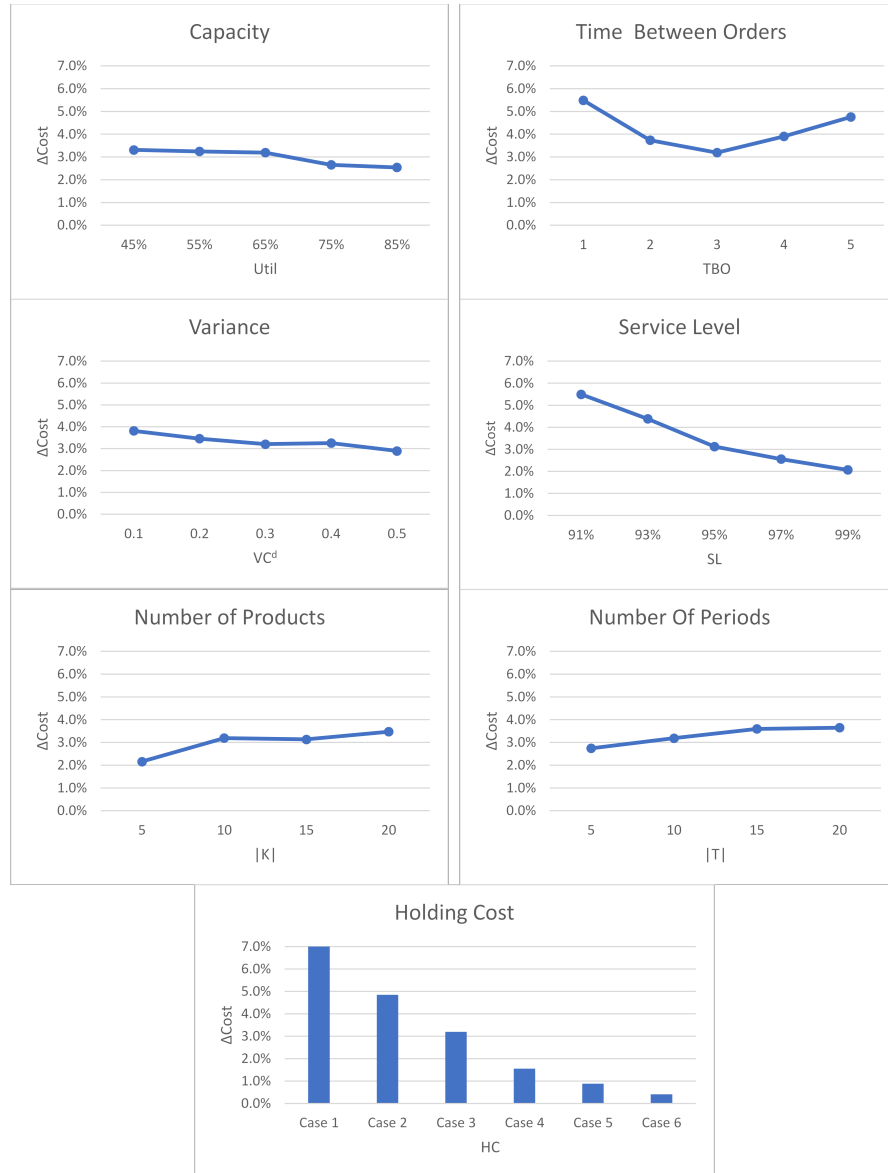 Capacity
7.0%
6.0%
5.0%
4.0%
3.0%
2.0%
1.0%
0.0%
ΔCost
45% 55% 65% 75% 85%
Util
Time Between Orders
7.0%
6.0%
5.0%
4.0%
3.0%
2.0%
1.0%
0.0%
ΔCost
1 2 3 4 5
TBO
Variance
7.0%
6.0%
5.0%
4.0%
3.0%
2.0%
1.0%
0.0%
ΔCost
0.1 0.2 0.3 0.4 0.5
VCᵈ
Service Level
7.0%
6.0%
5.0%
4.0%
3.0%
2.0%
1.0%
0.0%
ΔCost
91% 93% 95% 97% 99%
SL
Number of Products
7.0%
6.0%
5.0%
4.0%
3.0%
2.0%
1.0%
0.0%
ΔCost
5 10 15 20
|K|
Number Of Periods
7.0%
6.0%
5.0%
4.0%
3.0%
2.0%
1.0%
0.0%
ΔCost
5 10 15 20
|T|
Holding Cost
7.0%
6.0%
5.0%
4.0%
3.0%
2.0%
1.0%
0.0%
ΔCost
Case 1 Case 2 Case 3 Case 4 Case 5 Case 6
HC